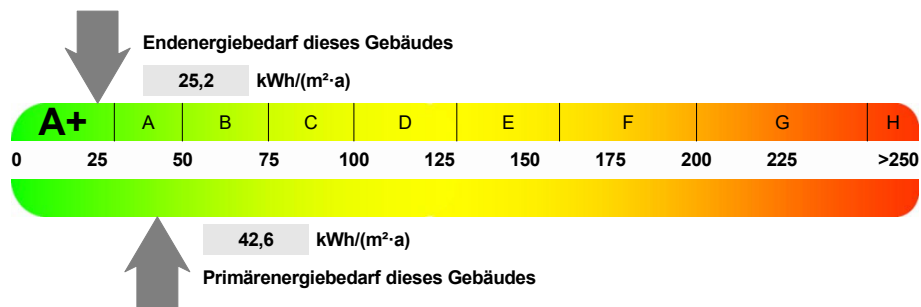 Endenergiebedarf dieses Gebäudes
25,2 kWh/(m²·a)
A+ A B C D E F G H
0 25 50 75 100 125 150 175 200 225 >250
42,6 kWh/(m²·a)
Primärenergiebedarf dieses Gebäudes